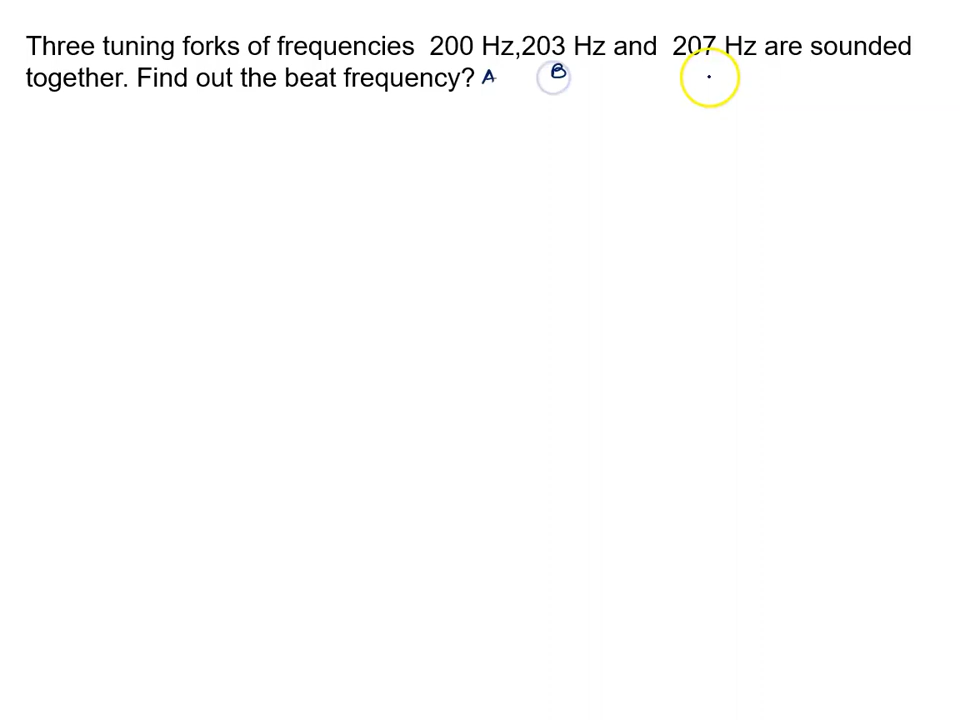 Three tuning forks of frequencies 200 Hz,203 Hz and 207 Hz are sounded
together. Find out the beat frequency? A B